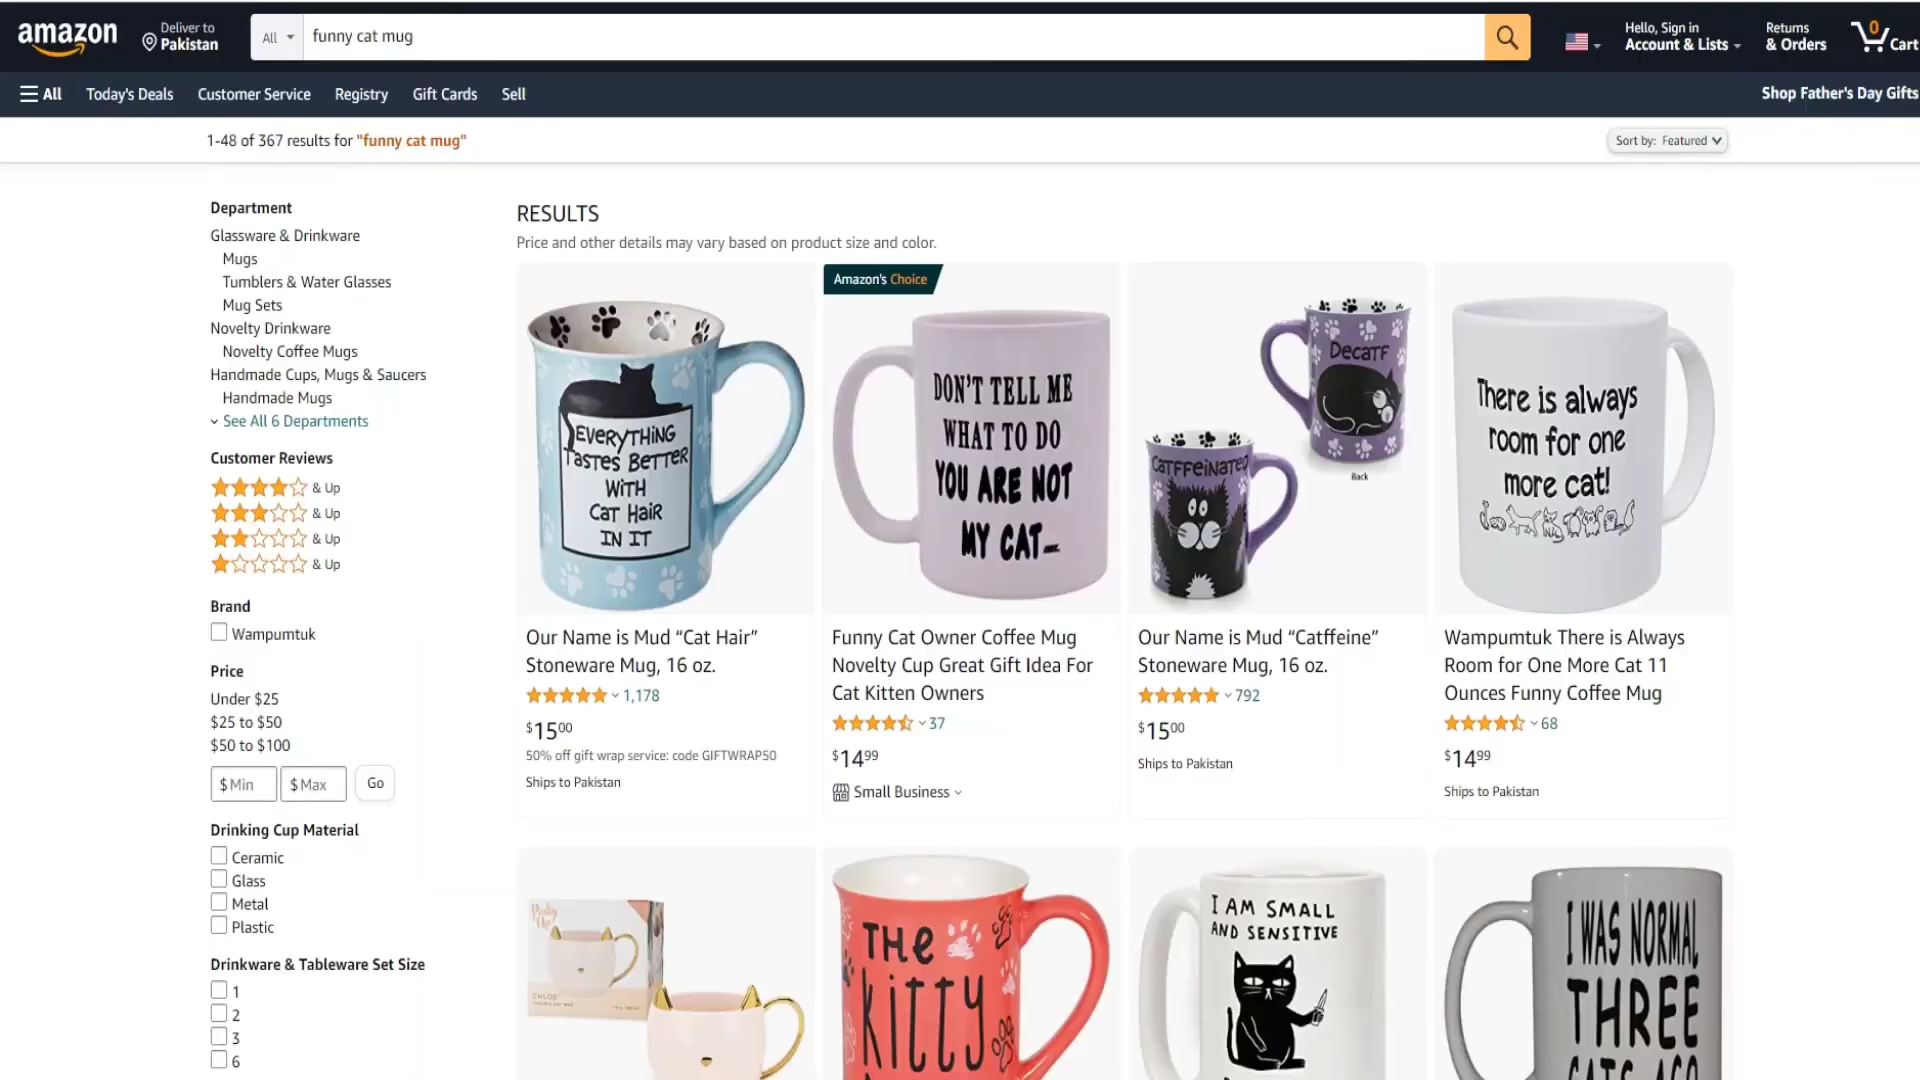 amazon
Deliver to
Pakistan
All
funny cat mug
Hello, Sign in
Account & Lists
Returns
& Orders
0
Cart
All
Today's Deals
Customer Service
Registry
Gift Cards
Sell
Shop Father's Day Gifts
1-48 of 367 results for "funny cat mug"
Sort by: Featured
Department
Glassware & Drinkware
Mugs
Tumblers & Water Glasses
Mug Sets
Novelty Drinkware
Novelty Coffee Mugs
Handmade Cups, Mugs & Saucers
Handmade Mugs
See All 6 Departments
Customer Reviews
& Up
& Up
& Up
& Up
Brand
Wampumtuk
Price
Under $25
$25 to $50
$50 to $100
$ Min
$ Max
Go
Drinking Cup Material
Ceramic
Glass
Metal
Plastic
Drinkware & Tableware Set Size
1
2
3
6
RESULTS
Price and other details may vary based on product size and color.
EVERYTHING
TASTES BETTER
WITH
CAT HAIR
IN IT
Our Name is Mud “Cat Hair”
Stoneware Mug, 16 oz.
1,178
$1500
50% off gift wrap service: code GIFTWRAP50
Ships to Pakistan
Amazon's Choice
DON'T TELL ME
WHAT TO DO
YOU ARE NOT
MY CAT
Funny Cat Owner Coffee Mug
Novelty Cup Great Gift Idea For
Cat Kitten Owners
37
$1499
Small Business
Decatf
Back
CATFFEINATED
Our Name is Mud “Catffeine”
Stoneware Mug, 16 oz.
792
$1500
Ships to Pakistan
There is always
room for one
more cat!
Wampumtuk There is Always
Room for One More Cat 11
Ounces Funny Coffee Mug
68
$1499
Ships to Pakistan
CHLOE
THE
Kitty
I AM SMALL
AND SENSITIVE
I WAS NORMAL
THREE
CATS AGO